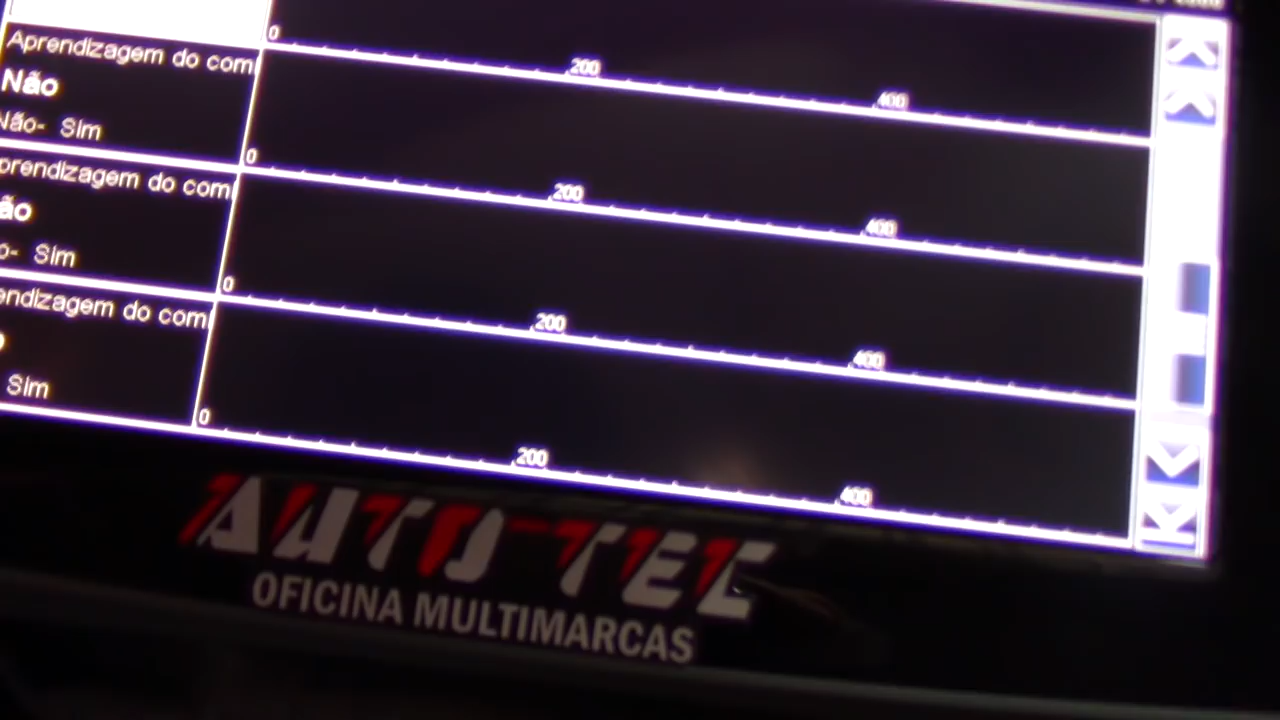 0 200 400
Aprendizagem do com
Não
Não- Sim
0 200 400
prendizagem do com
ão
o- Sim
0 200 400
endizagem do com
o
Sim
0 200 400
AUTO TEC
OFICINA MULTIMARCAS